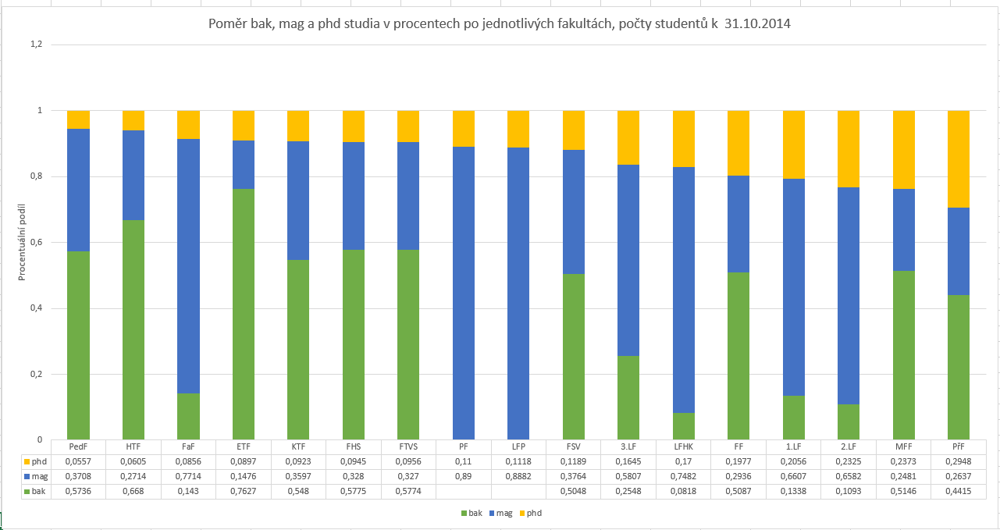 Poměr bak, mag a phd studia v procentech po jednotlivých fakultách, počty studentů k 31.10.2014
1,2
1
0,8
0,6
0,4
0,2
0
Procentuální podíl
PedF HTF FaF ETF KTF FHS FTVS PF LFP FSV 3.LF LFHK FF 1.LF 2.LF MFF PřF
phd 0,0557 0,0605 0,0856 0,0897 0,0923 0,0945 0,0956 0,11 0,1118 0,1189 0,1645 0,17 0,1977 0,2056 0,2325 0,2373 0,2948
mag 0,3708 0,2714 0,7714 0,1476 0,3597 0,328 0,327 0,89 0,8882 0,3764 0,5807 0,7482 0,2936 0,6607 0,6582 0,2481 0,2637
bak 0,5736 0,668 0,143 0,7627 0,548 0,5775 0,5774 0,5048 0,2548 0,0818 0,5087 0,1338 0,1093 0,5146 0,4415
bak mag phd